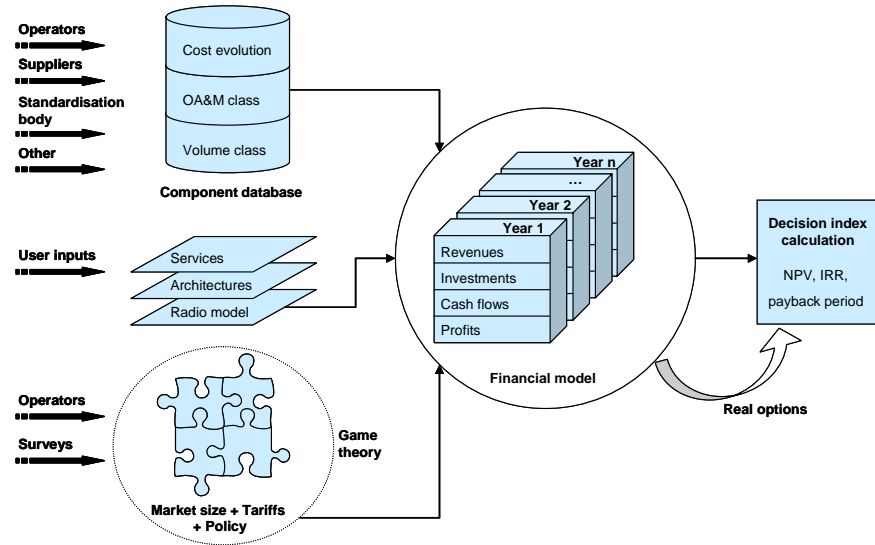 Operators
Suppliers
Standardisation
body
Other
Cost evolution
OA&M class
Volume class
Component database
User inputs
Services
Architectures
Radio model
Operators
Surveys
Game
theory
Market size + Tariffs
+ Policy
Year n
...
Year 2
Year 1
Revenues
Investments
Cash flows
Profits
Financial model
Decision index
calculation
NPV, IRR,
payback period
Real options